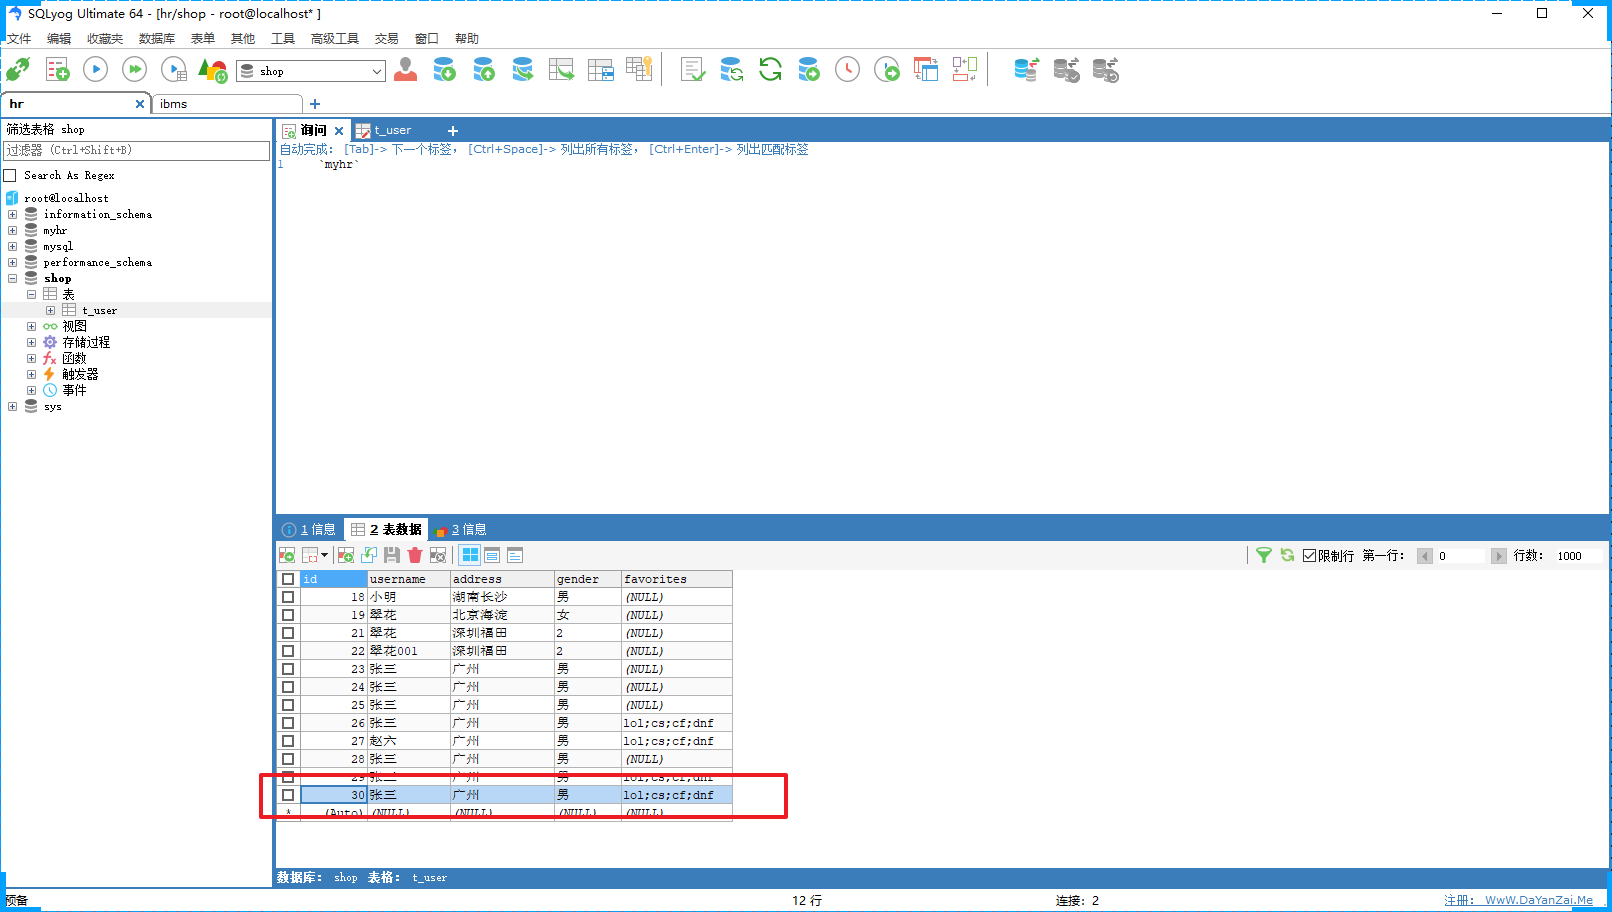 SQLyog Ultimate 64 - [hr/shop - root@localhost* ]
文件 编辑 收藏夹 数据库 表单 其他 工具 高级工具 交易 窗口 帮助
shop
hr ibms
筛选表格 shop
过滤器 (Ctrl+Shift+B)
Search As Regex
root@localhost
information_schema
myhr
mysql
performance_schema
shop
表
t_user
视图
存储过程
函数
触发器
事件
sys
询问 t_user
自动完成: [Tab]-> 下一个标签, [Ctrl+Space]-> 列出所有标签, [Ctrl+Enter]-> 列出匹配标签
1 `myhr`
1 信息 2 表数据 3 信息
限制行 第一行: 0 行数: 1000
id username address gender favorites
18 小明 湖南长沙 男 (NULL)
19 翠花 北京海淀 女 (NULL)
21 翠花 深圳福田 2 (NULL)
22 翠花001 深圳福田 2 (NULL)
23 张三 广州 男 (NULL)
24 张三 广州 男 (NULL)
25 张三 广州 男 (NULL)
26 张三 广州 男 lol;cs;cf;dnf
27 赵六 广州 男 lol;cs;cf;dnf
28 张三 广州 男 (NULL)
29 张三 广州 男 lol;cs;cf;dnf
30 张三 广州 男 lol;cs;cf;dnf
* (Auto) (NULL) (NULL) (NULL) (NULL)
数据库: shop 表格: t_user
预备 12 行 连接: 2 注册: WwW.DaYanZai.Me